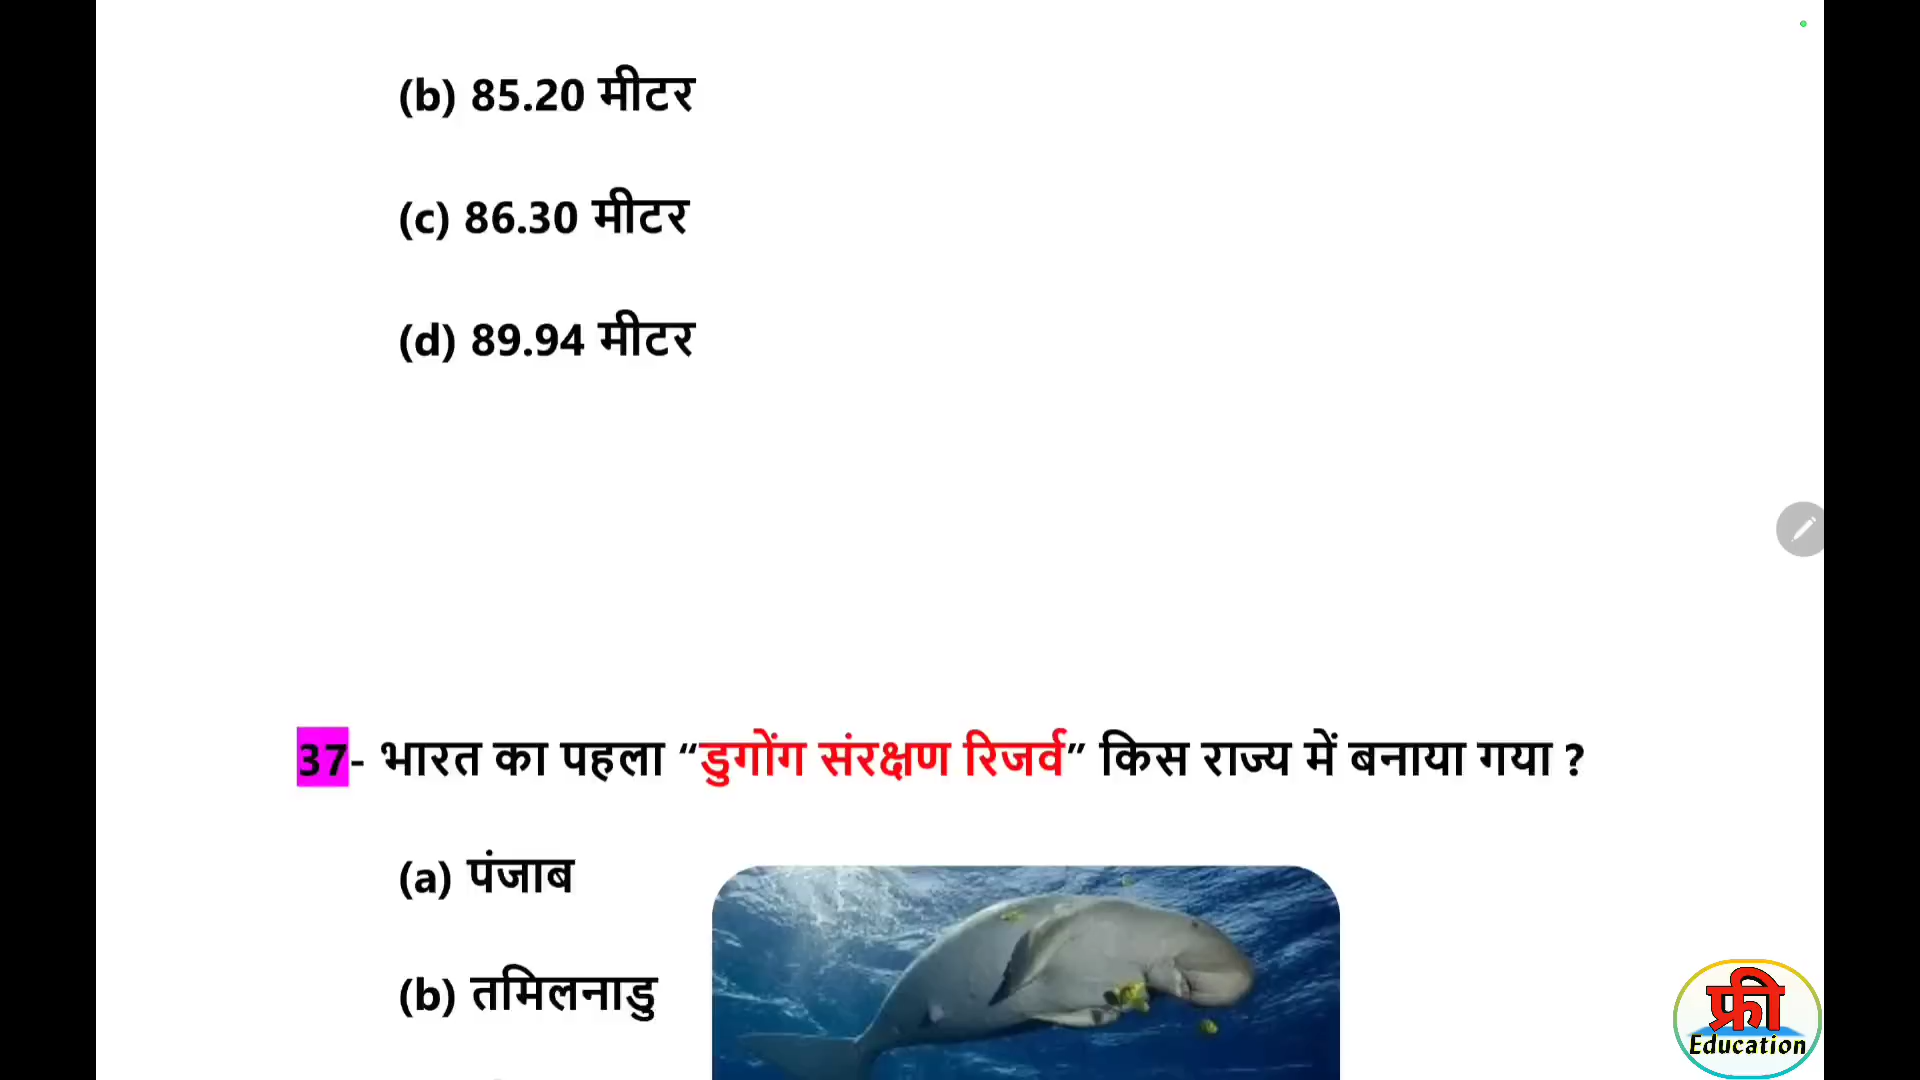 (b) 85.20 मीटर
(c) 86.30 मीटर
(d) 89.94 मीटर
37- भारत का पहला “डुगोंग संरक्षण रिजर्व” किस राज्य में बनाया गया ?
(a) पंजाब
(b) तमिलनाडु
फ्री
Education